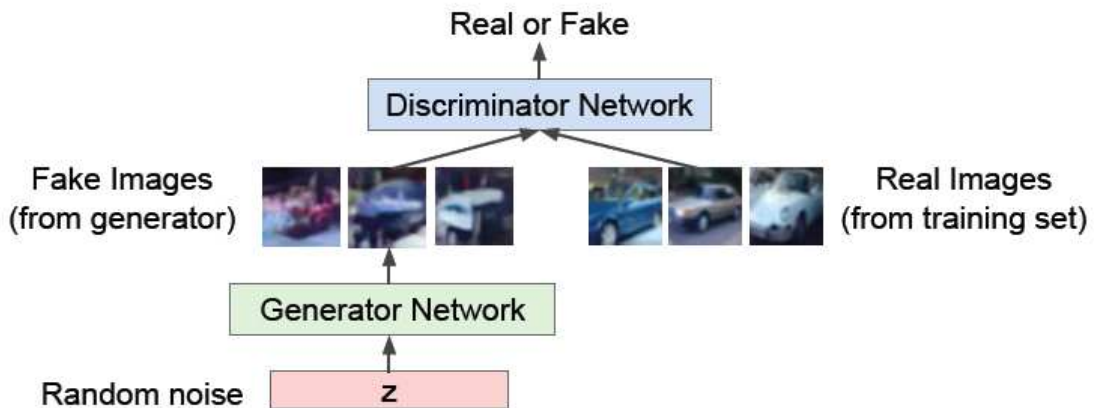 Real or Fake
Discriminator Network
Fake Images
(from generator)
Real Images
(from training set)
Generator Network
Random noise
z